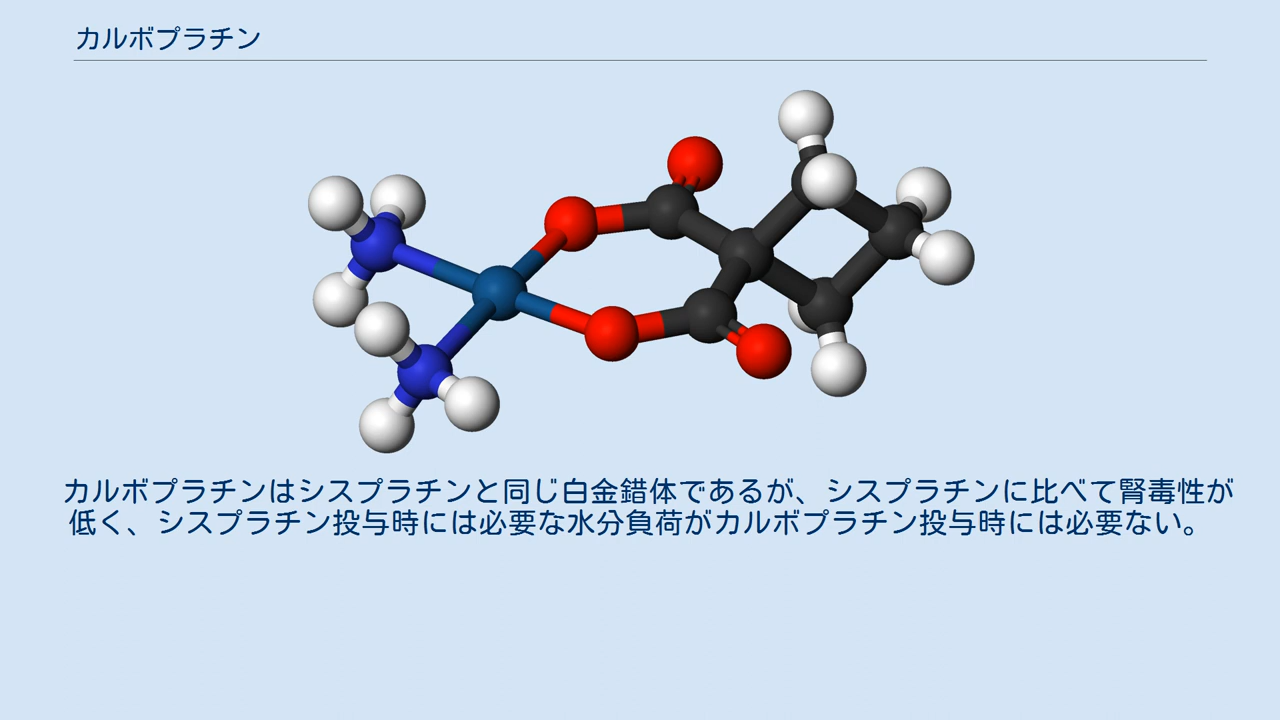 カルボプラチン
カルボプラチンはシスプラチンと同じ白金錯体であるが、シスプラチンに比べて腎毒性が
低く、シスプラチン投与時には必要な水分負荷がカルボプラチン投与時には必要ない。